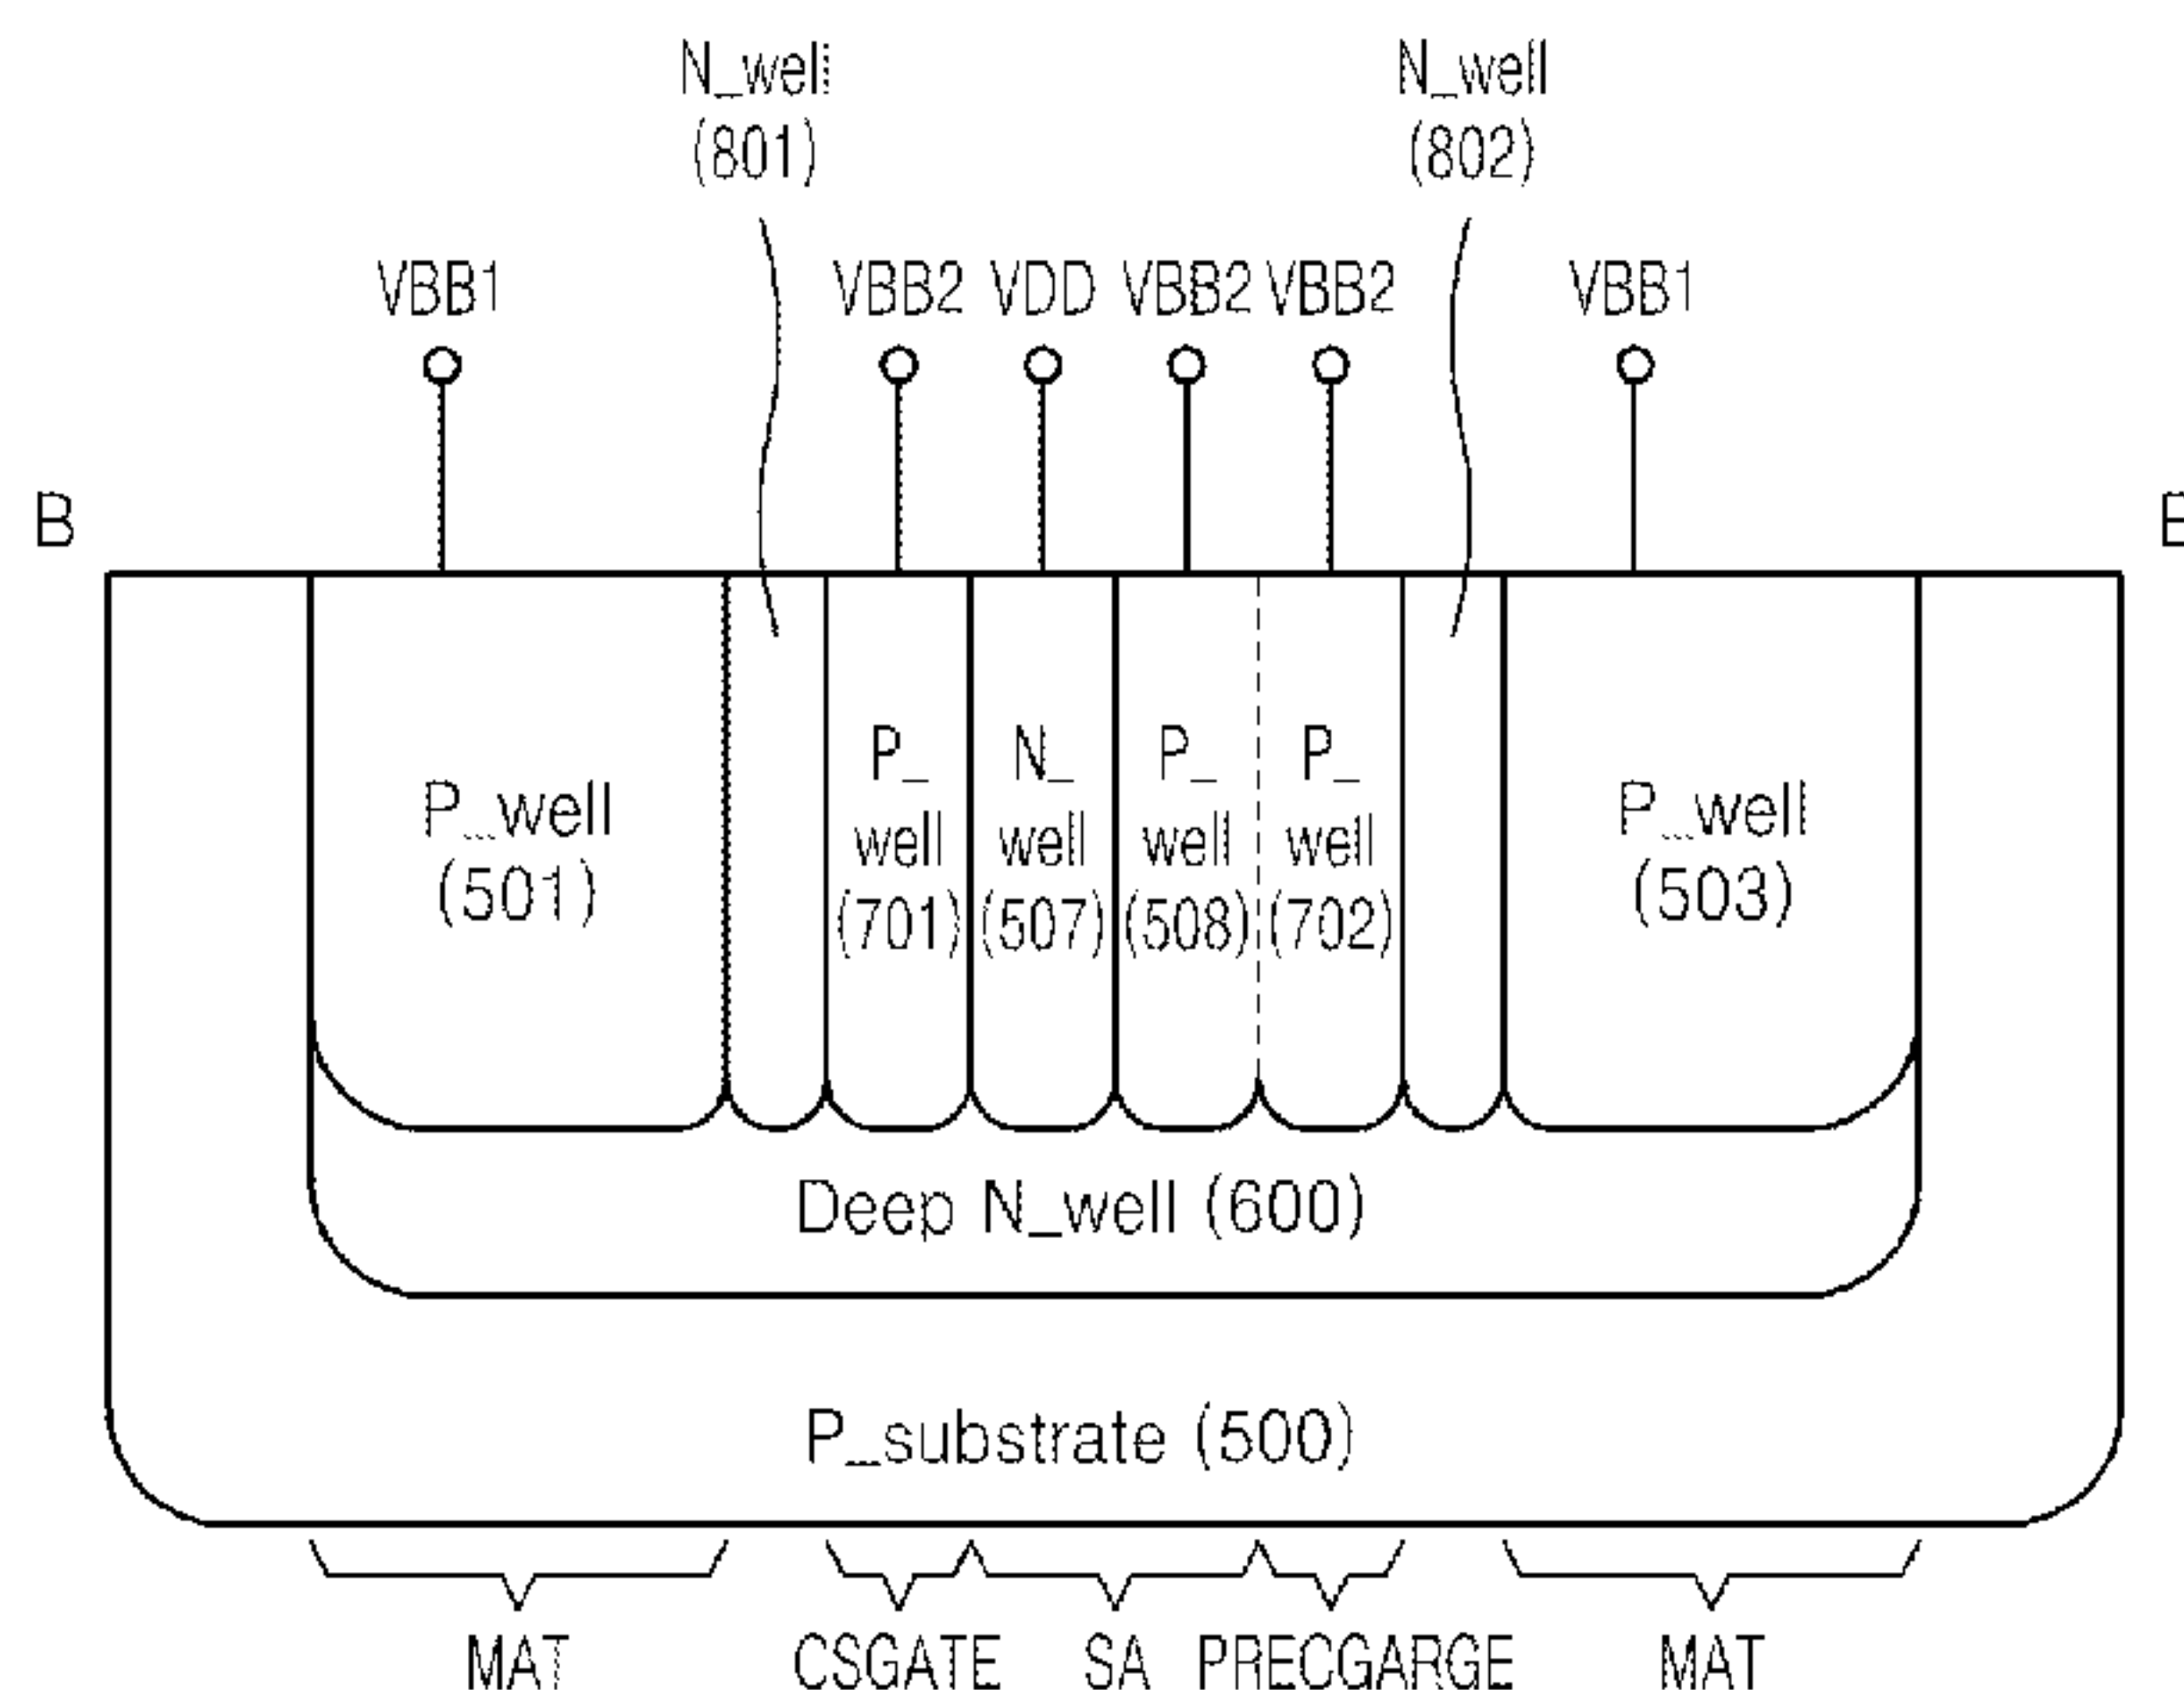 N_well
(801)
N_well
(802)
VBB1
VBB2
VDD
VBB2
VBB2
VBB1
B
P_well
(501)
P_
well
(701)
N_
well
(507)
P_
well
(508)
P_
well
(702)
P_well
(503)
Deep N_well (600)
P_substrate (500)
MAT
CSGATE
SA
PRECGARGE
MAT